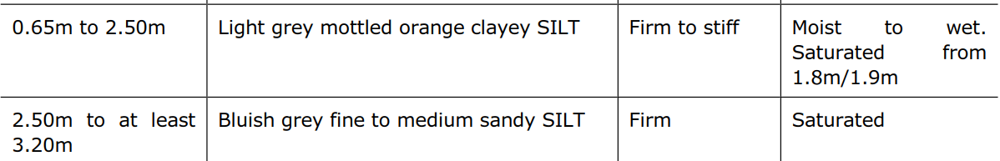 0.65m to 2.50m Light grey mottled orange clayey SILT Firm to stiff Moist to wet.
Saturated from
1.8m/1.9m
2.50m to at least Bluish grey fine to medium sandy SILT Firm Saturated
3.20m